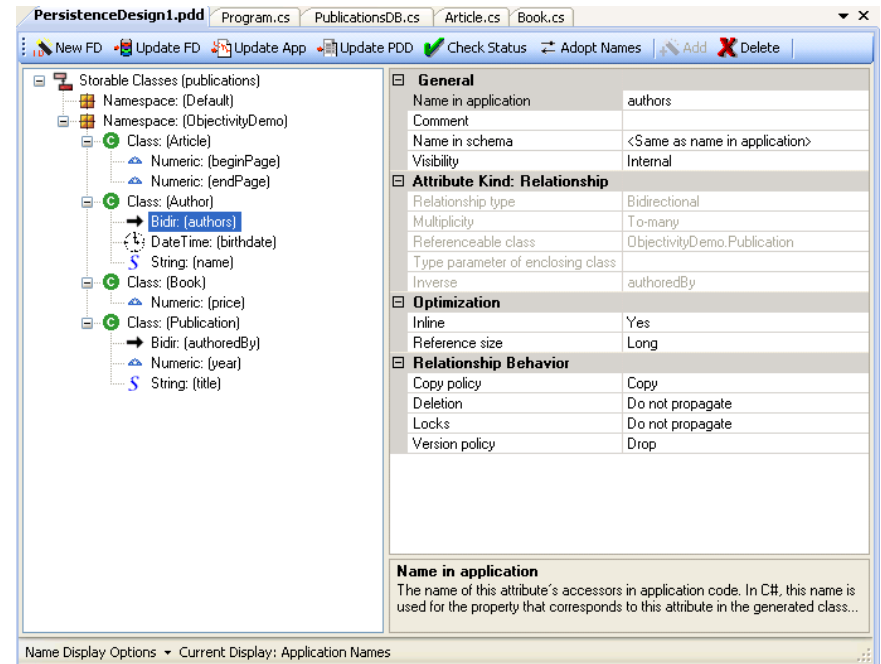 PersistenceDesign1.pdd Program.cs PublicationsDB.cs Article.cs Book.cs
New FD Update FD Update App Update PDD Check Status Adopt Names Add Delete
Storable Classes (publications)
Namespace: (Default)
Namespace: (ObjectivityDemo)
Class: (Article)
Numeric: (beginPage)
Numeric: (endPage)
Class: (Author)
Bidir: (authors)
DateTime: (birthdate)
String: (name)
Class: (Book)
Numeric: (price)
Class: (Publication)
Bidir: (authoredBy)
Numeric: (year)
String: (title)
General
Name in application authors
Comment
Name in schema <Same as name in application>
Visibility Internal
Attribute Kind: Relationship
Relationship type Bidirectional
Multiplicity To-many
Referenceable class ObjectivityDemo.Publication
Type parameter of enclosing class
Inverse authoredBy
Optimization
Inline Yes
Reference size Long
Relationship Behavior
Copy policy Copy
Deletion Do not propagate
Locks Do not propagate
Version policy Drop
Name in application
The name of this attribute´s accessors in application code. In C#, this name is
used for the property that corresponds to this attribute in the generated class...
Name Display Options Current Display: Application Names